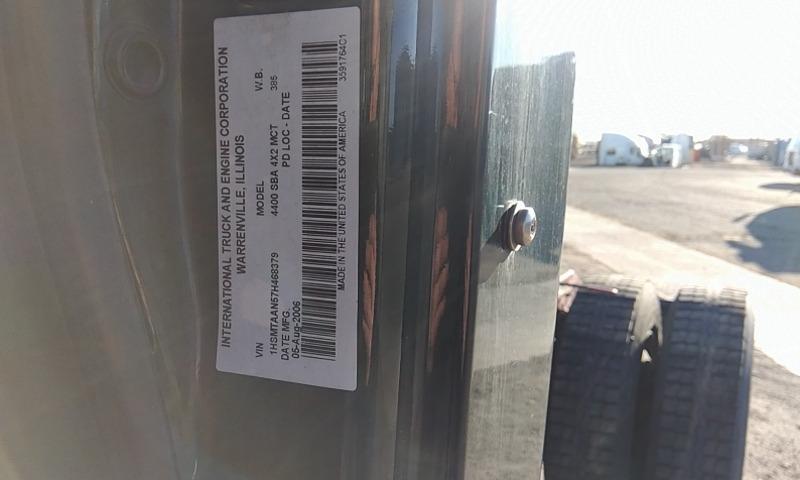 INTERNATIONAL TRUCK AND ENGINE CORPORATION
WARRENVILLE, ILLINOIS
VIN MODEL W.B.
1HSMTAAN57H468379 4400 SBA 4X2 MCT 385
DATE MFG. PD LOC - DATE
05-Aug-2006
MADE IN THE UNITED STATES OF AMERICA 3591764C1